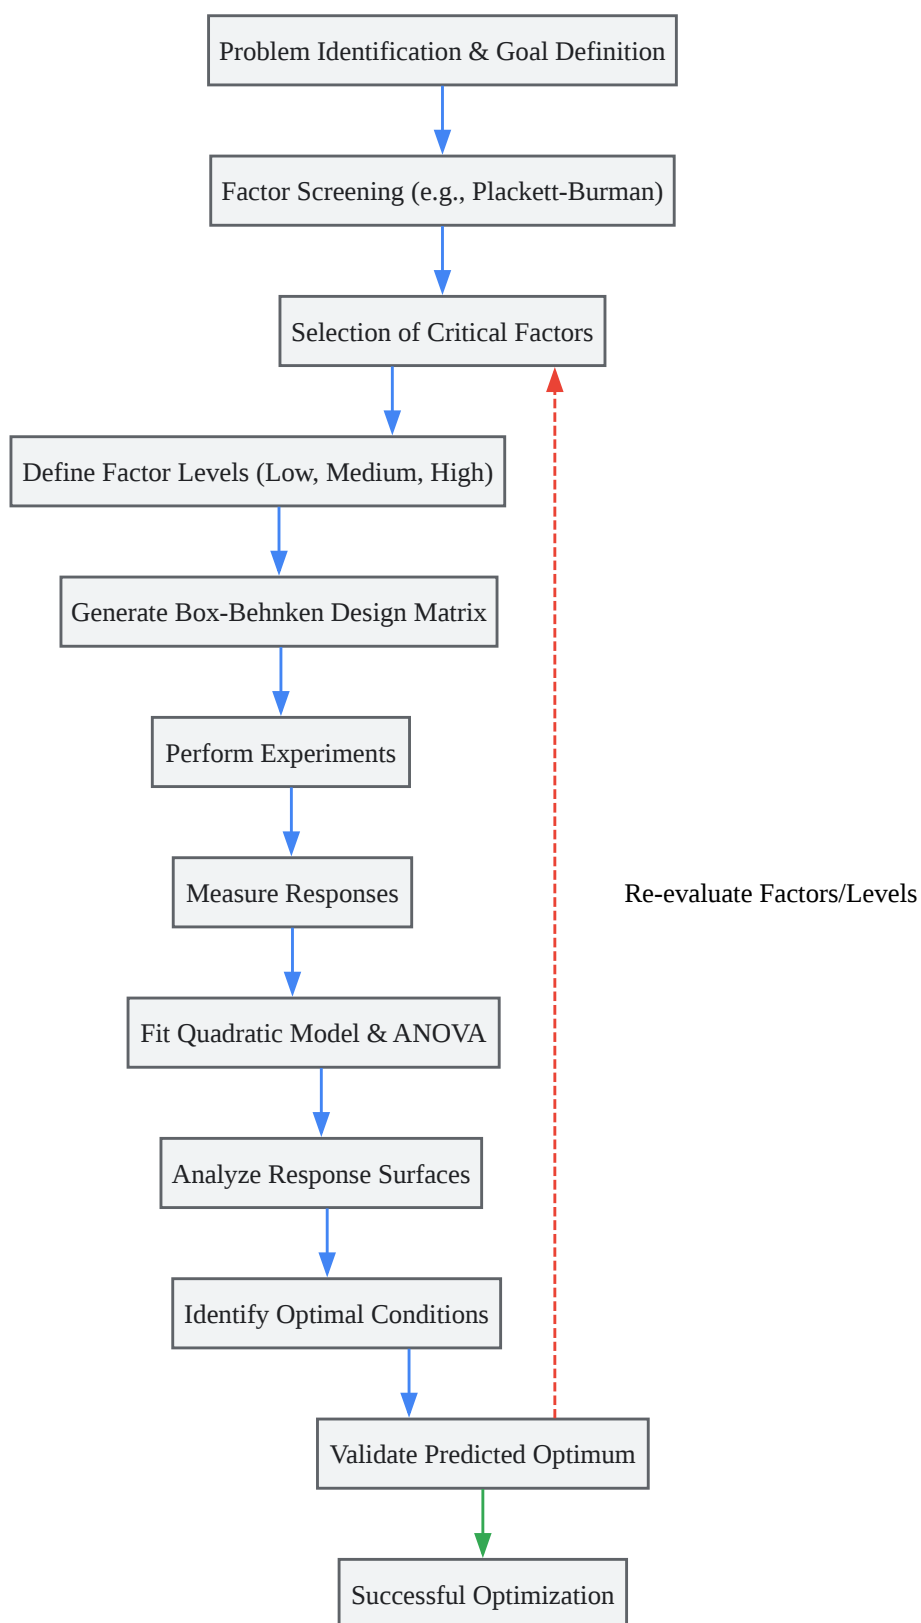 Problem Identification & Goal Definition
Factor Screening (e.g., Plackett-Burman)
Selection of Critical Factors
Define Factor Levels (Low, Medium, High)
Generate Box-Behnken Design Matrix
Perform Experiments
Measure Responses
Re-evaluate Factors/Levels
Fit Quadratic Model & ANOVA
Analyze Response Surfaces
Identify Optimal Conditions
Validate Predicted Optimum
Successful Optimization